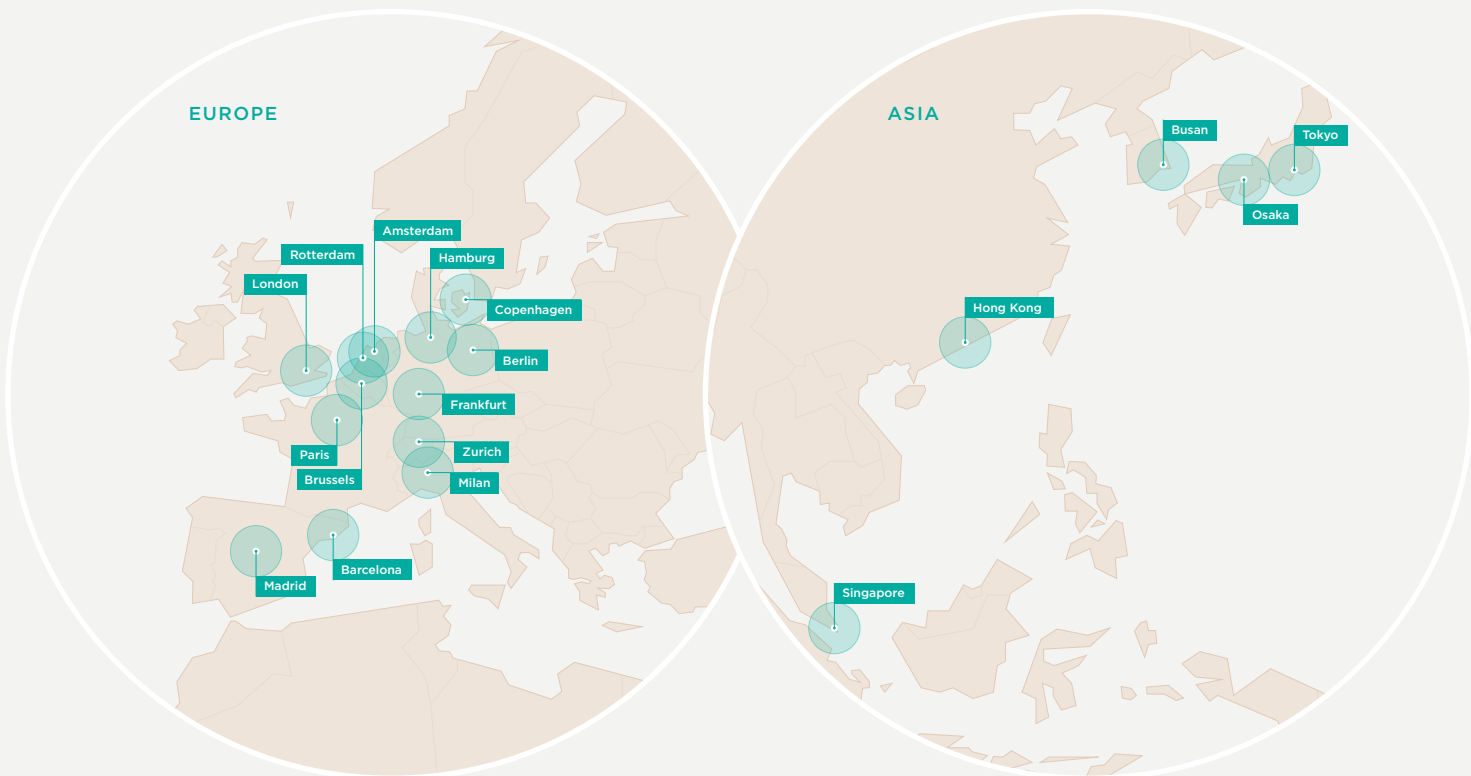 EUROPE
Amsterdam
Rotterdam
Hamburg
London
Copenhagen
Berlin
Frankfurt
Zurich
Paris
Brussels
Milan
Barcelona
Madrid
ASIA
Busan
Tokyo
Osaka
Hong Kong
Singapore